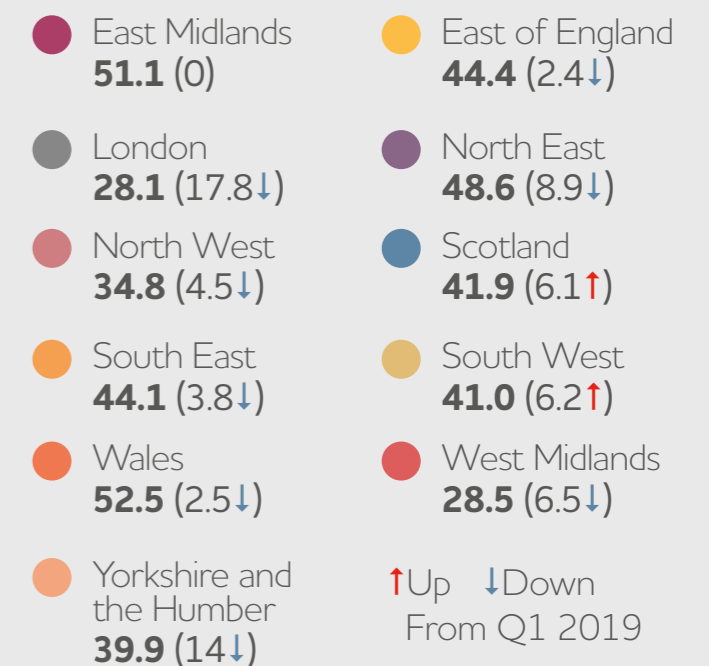 East Midlands
51.1 (0)
East of England
44.4 (2.4↓)
London
28.1 (17.8↓)
North East
48.6 (8.9↓)
North West
34.8 (4.5↓)
Scotland
41.9 (6.1↑)
South East
44.1 (3.8↓)
South West
41.0 (6.2↑)
Wales
52.5 (2.5↓)
West Midlands
28.5 (6.5↓)
Yorkshire and
the Humber
39.9 (14↓)
↑Up ↓Down
From Q1 2019